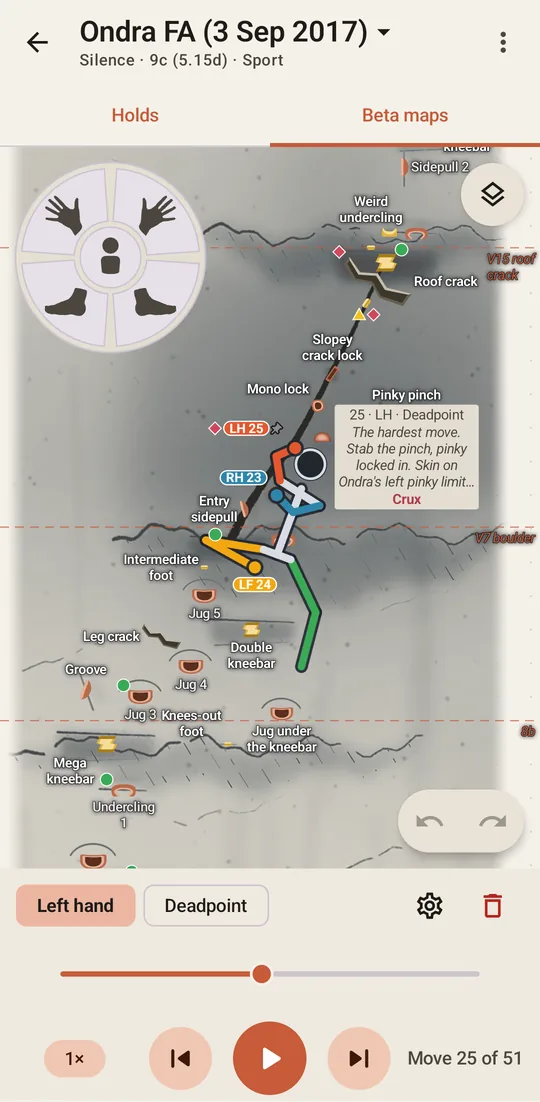 Ondra FA (3 Sep 2017)
Silence · 9c (5.15d) · Sport
Holds
Beta maps
kneebar
Sidepull 2
Weird
undercling
V15 roof
crack
Roof crack
Slopey
crack lock
Mono lock
Pinky pinch
25 · LH · Deadpoint
The hardest move.
Stab the pinch, pinky
locked in. Skin on
Ondra's left pinky limit...
Crux
LH 25
RH 23
Entry
sidepull
V7 boulder
Intermediate
foot
LF 24
Jug 5
Leg crack
Double
kneebar
Groove
Jug 4
Jug 3
Knees-out
foot
Jug under
the kneebar
8b
Mega
kneebar
Undercling
1
Left hand
Deadpoint
1×
Move 25 of 51